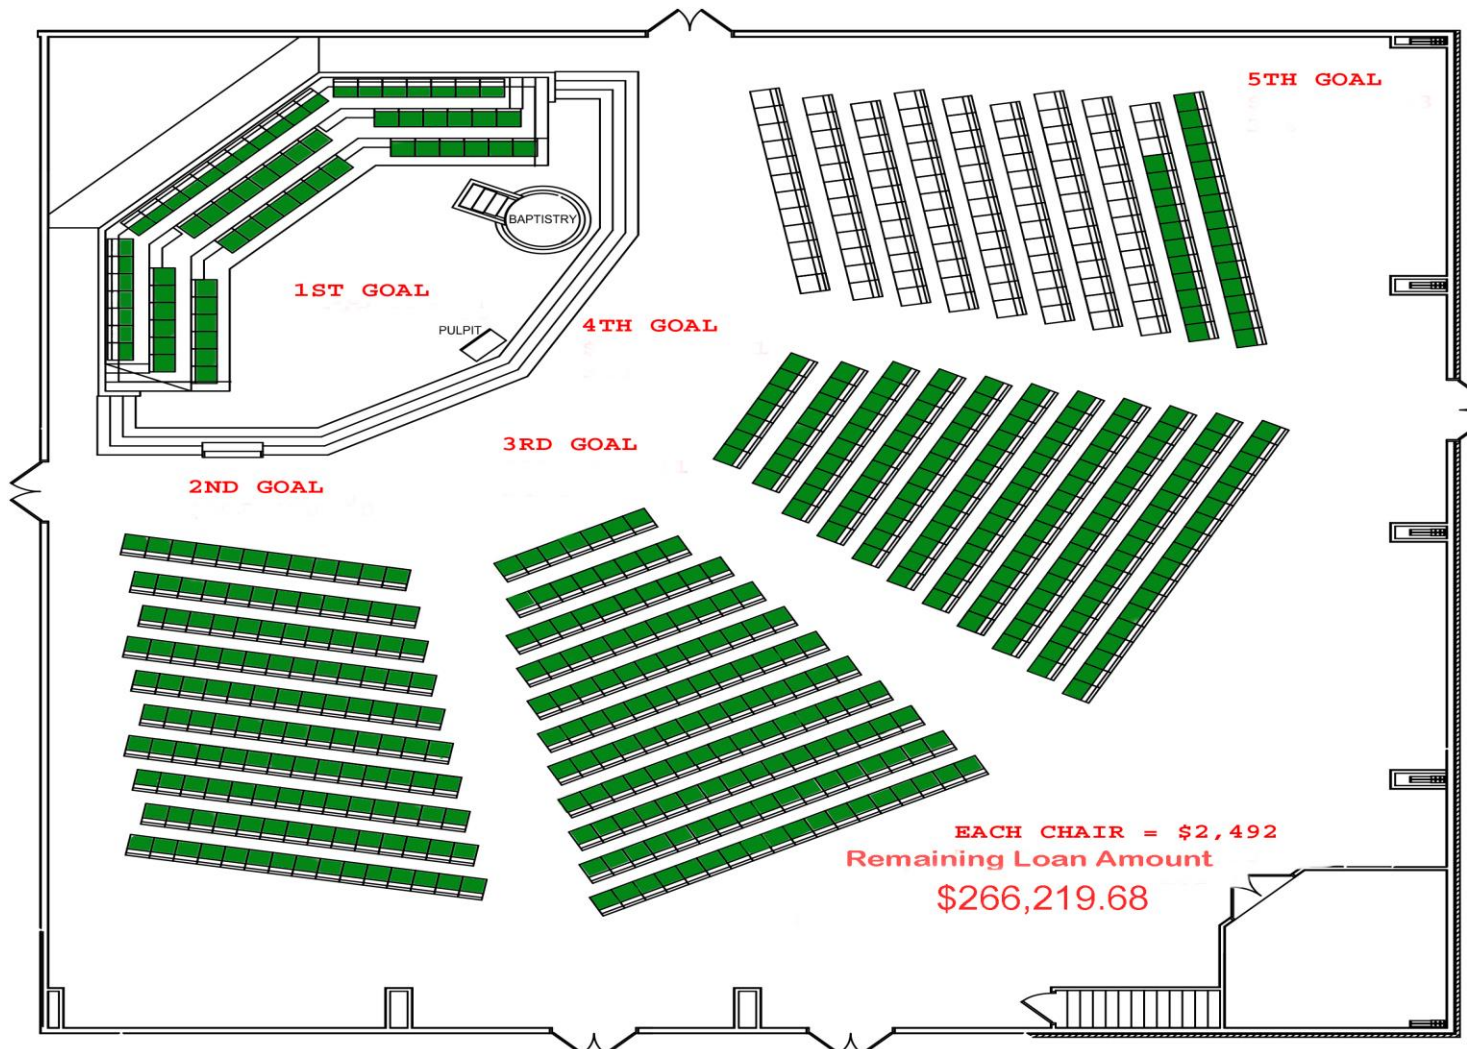 5TH GOAL
BAPTISTRY
1ST GOAL
PULPIT
4TH GOAL
3RD GOAL
2ND GOAL
EACH CHAIR = $2,492
Remaining Loan Amount
$266,219.68